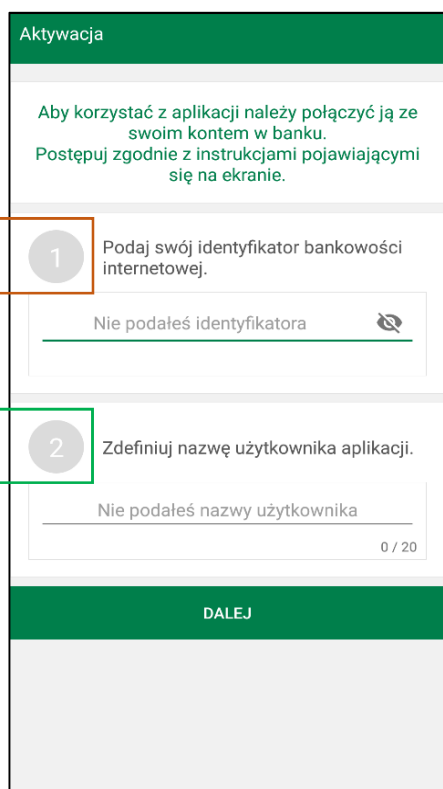 Aktywacja
Aby korzystać z aplikacji należy połączyć ją ze
swoim kontem w banku.
Postępuj zgodnie z instrukcjami pojawiającymi
się na ekranie.
1
Podaj swój identyfikator bankowości
internetowej.
Nie podałeś identyfikatora
2
Zdefiniuj nazwę użytkownika aplikacji.
Nie podałeś nazwy użytkownika
0 / 20
DALEJ